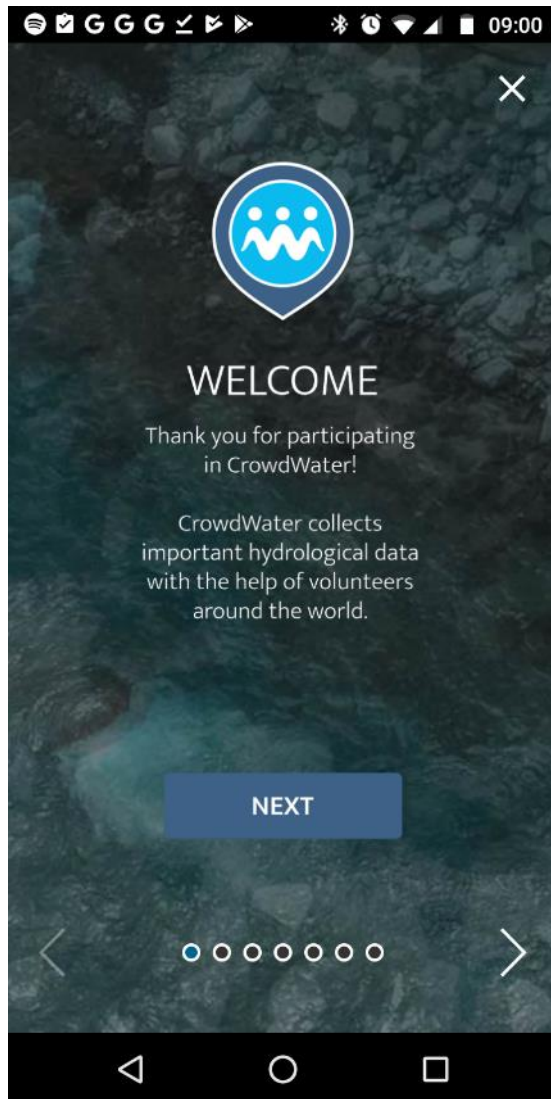 G G G 09:00
WELCOME
Thank you for participating
in CrowdWater!
CrowdWater collects
important hydrological data
with the help of volunteers
around the world.
NEXT